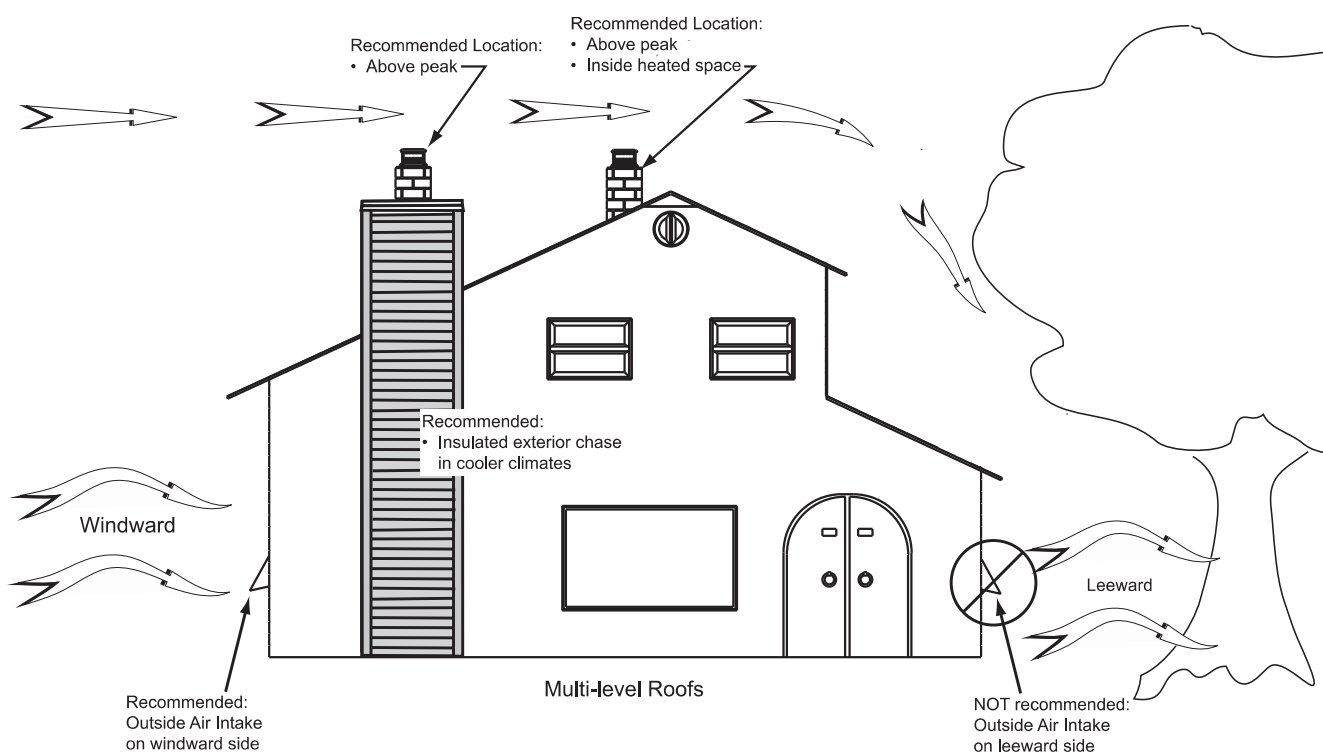 Recommended Location:
• Above peak
Recommended Location:
• Above peak
• Inside heated space
Recommended:
• Insulated exterior chase
in cooler climates
Windward
Leeward
Recommended:
Outside Air Intake
on windward side
Multi-level Roofs
NOT recommended:
Outside Air Intake
on leeward side